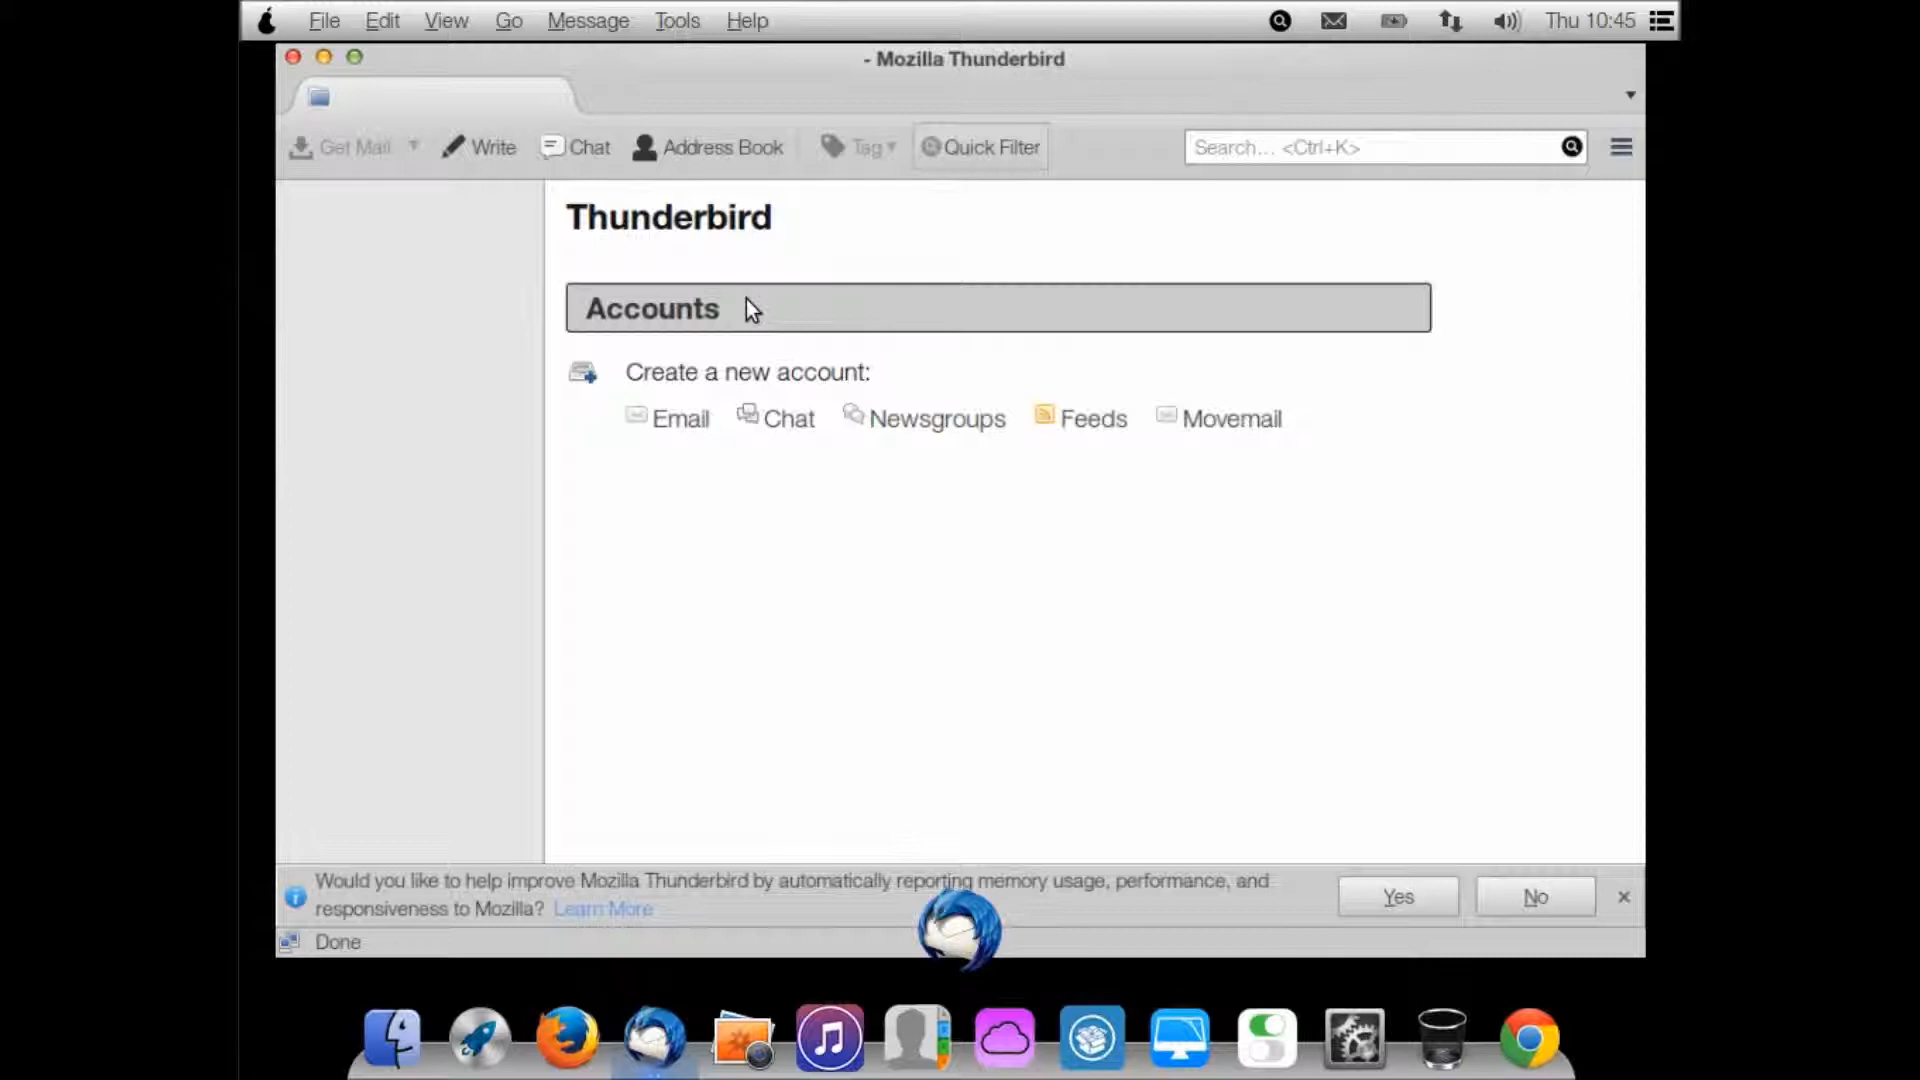 File Edit View Go Message Tools Help Thu 10:45
- Mozilla Thunderbird
Get Mail Write Chat Address Book Tag Quick Filter Search... <Ctrl+K>
Thunderbird
Accounts
Create a new account:
Email Chat Newsgroups Feeds Movemail
Would you like to help improve Mozilla Thunderbird by automatically reporting memory usage, performance, and
responsiveness to Mozilla? Learn More
Yes No
Done